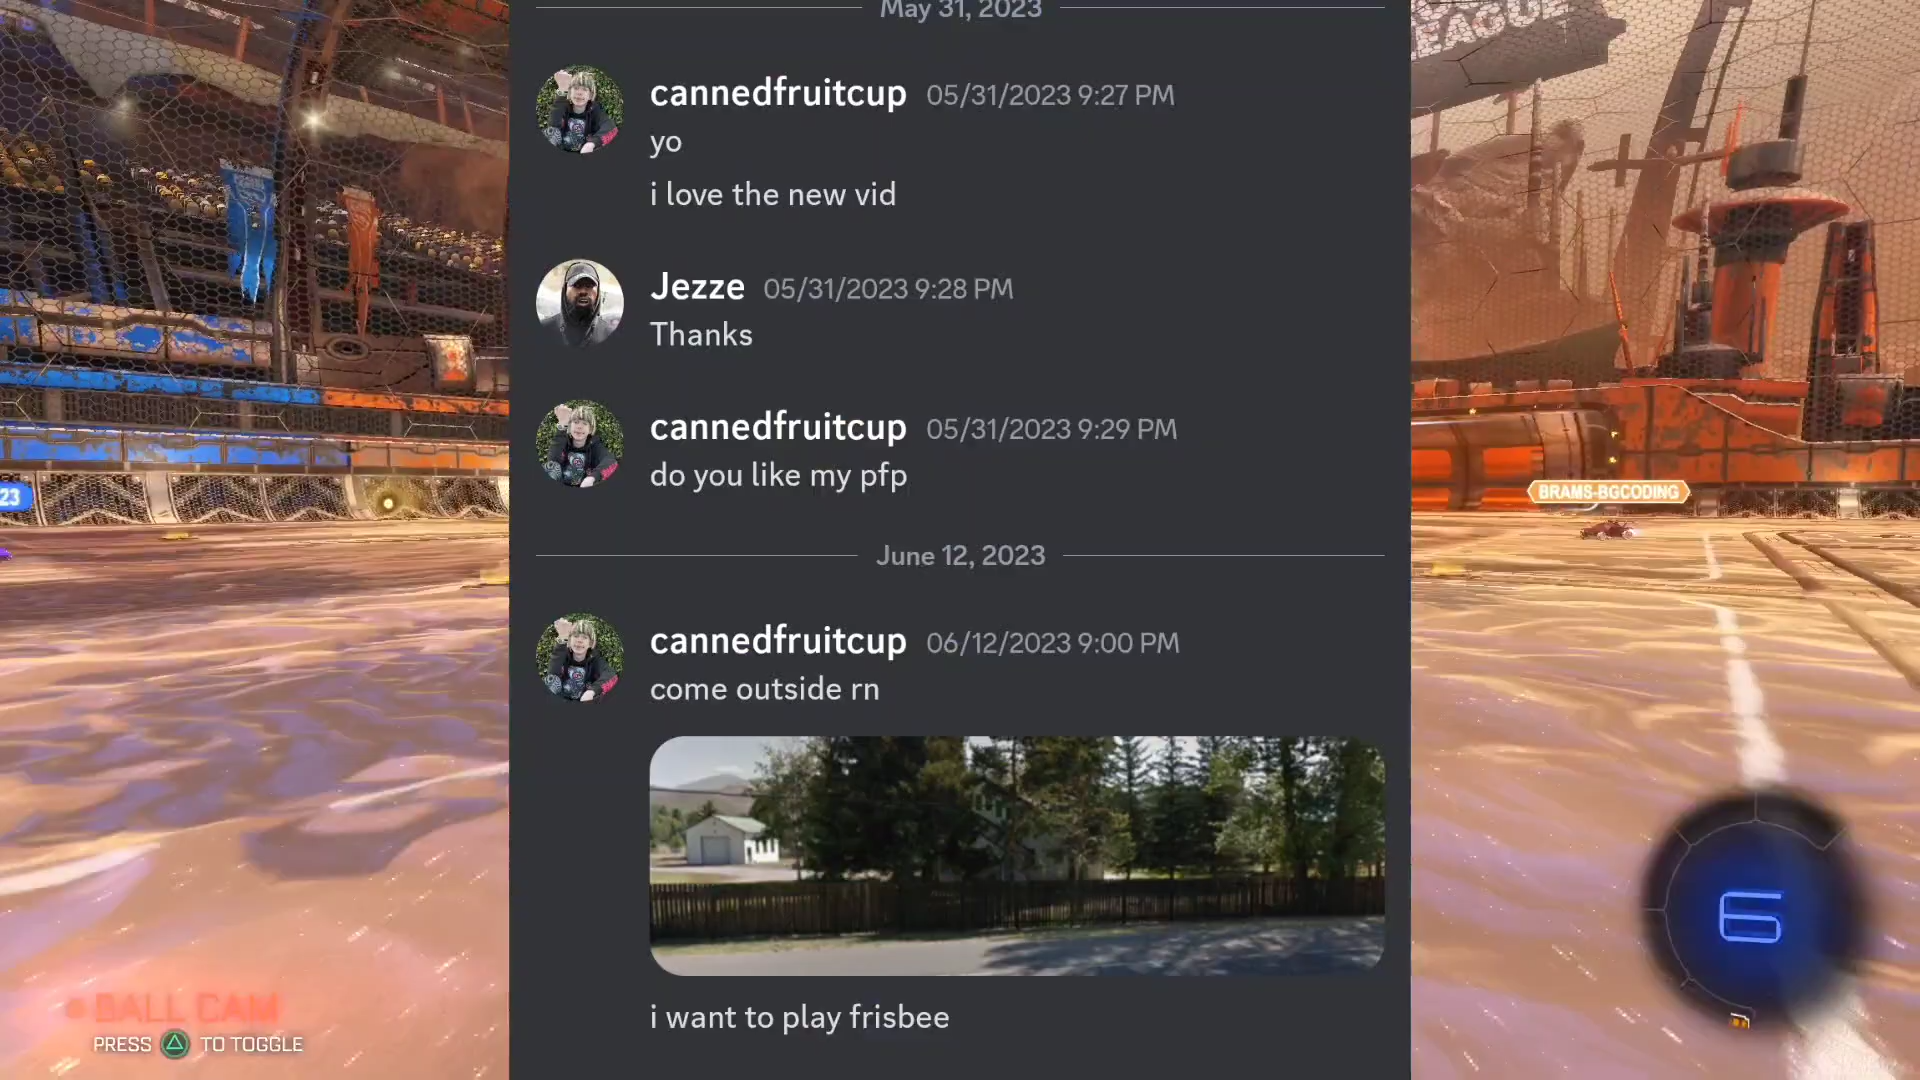 May 31, 2023
LEAGUE
cannedfruitcup 05/31/2023 9:27 PM
yo
i love the new vid
Jezze 05/31/2023 9:28 PM
Thanks
cannedfruitcup 05/31/2023 9:29 PM
do you like my pfp
23
BRAMS-BGCODING
June 12, 2023
cannedfruitcup 06/12/2023 9:00 PM
come outside rn
6
i want to play frisbee
BALL CAM
PRESS TO TOGGLE